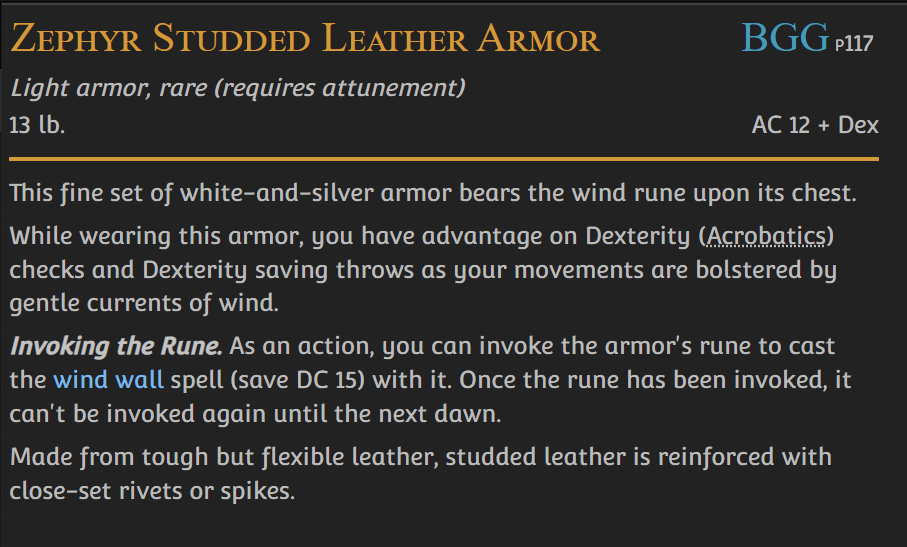 Zephyr Studded Leather Armor BGG p117
Light armor, rare (requires attunement)
13 lb. AC 12 + Dex
This fine set of white-and-silver armor bears the wind rune upon its chest.
While wearing this armor, you have advantage on Dexterity (Acrobatics)
checks and Dexterity saving throws as your movements are bolstered by
gentle currents of wind.
Invoking the Rune. As an action, you can invoke the armor's rune to cast
the wind wall spell (save DC 15) with it. Once the rune has been invoked, it
can't be invoked again until the next dawn.
Made from tough but flexible leather, studded leather is reinforced with
close-set rivets or spikes.